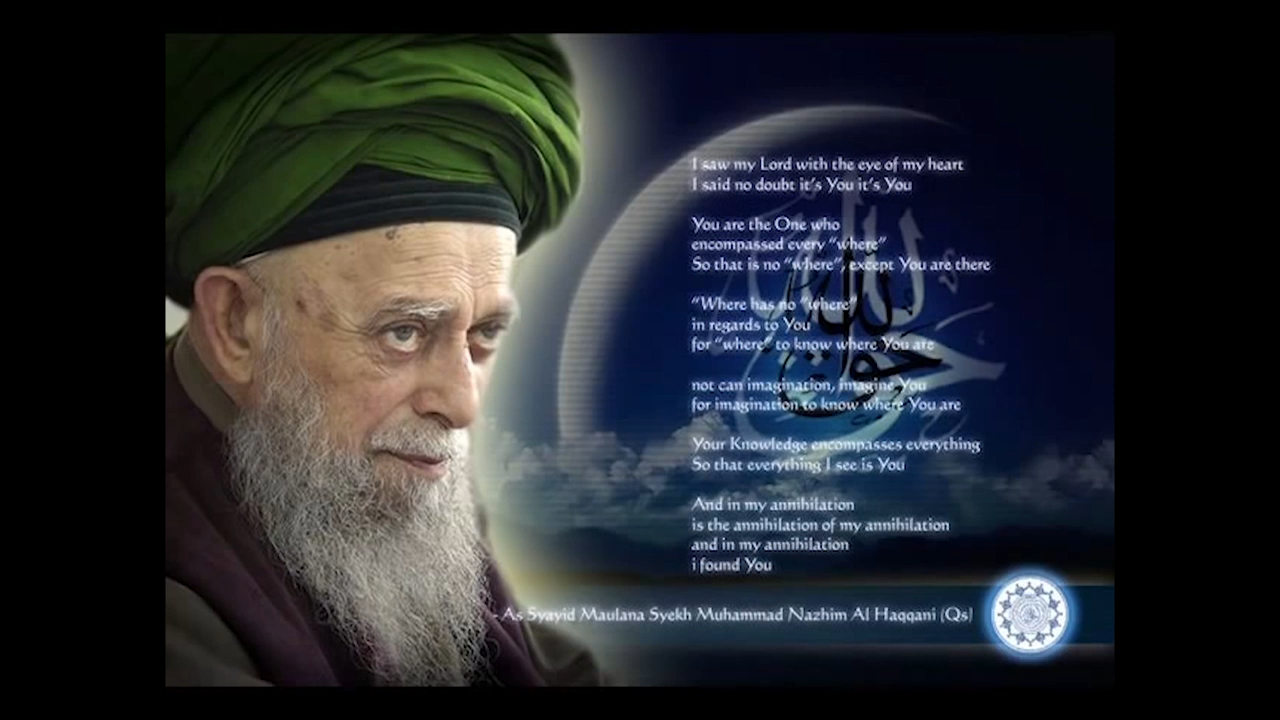 I saw my Lord with the eye of my heart
I said no doubt it's You it's You
You are the One who
encompassed every "where"
So that is no "where", except You are there
"Where has no "where"
in regards to You
for "where" to know where You are
not can imagination, imagine You
for imagination to know where You are
Your Knowledge encompasses everything
So that everything I see is You
And in my annihilation
is the annihilation of my annihilation
and in my annihilation
i found You
- As Syayid Maulana Syekh Muhammad Nazhim Al Haqqani (Qs)